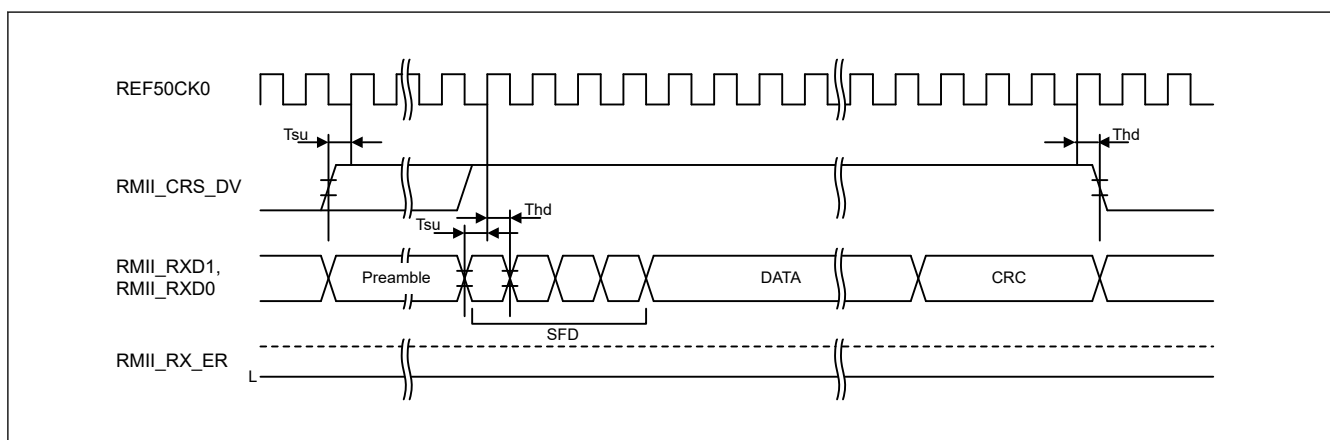 REF50CK0
Tsu
Thd
RMII_CRS_DV
Thd
Tsu
RMII_RXD1,
RMII_RXD0
Preamble
DATA
CRC
SFD
RMII_RX_ER
L